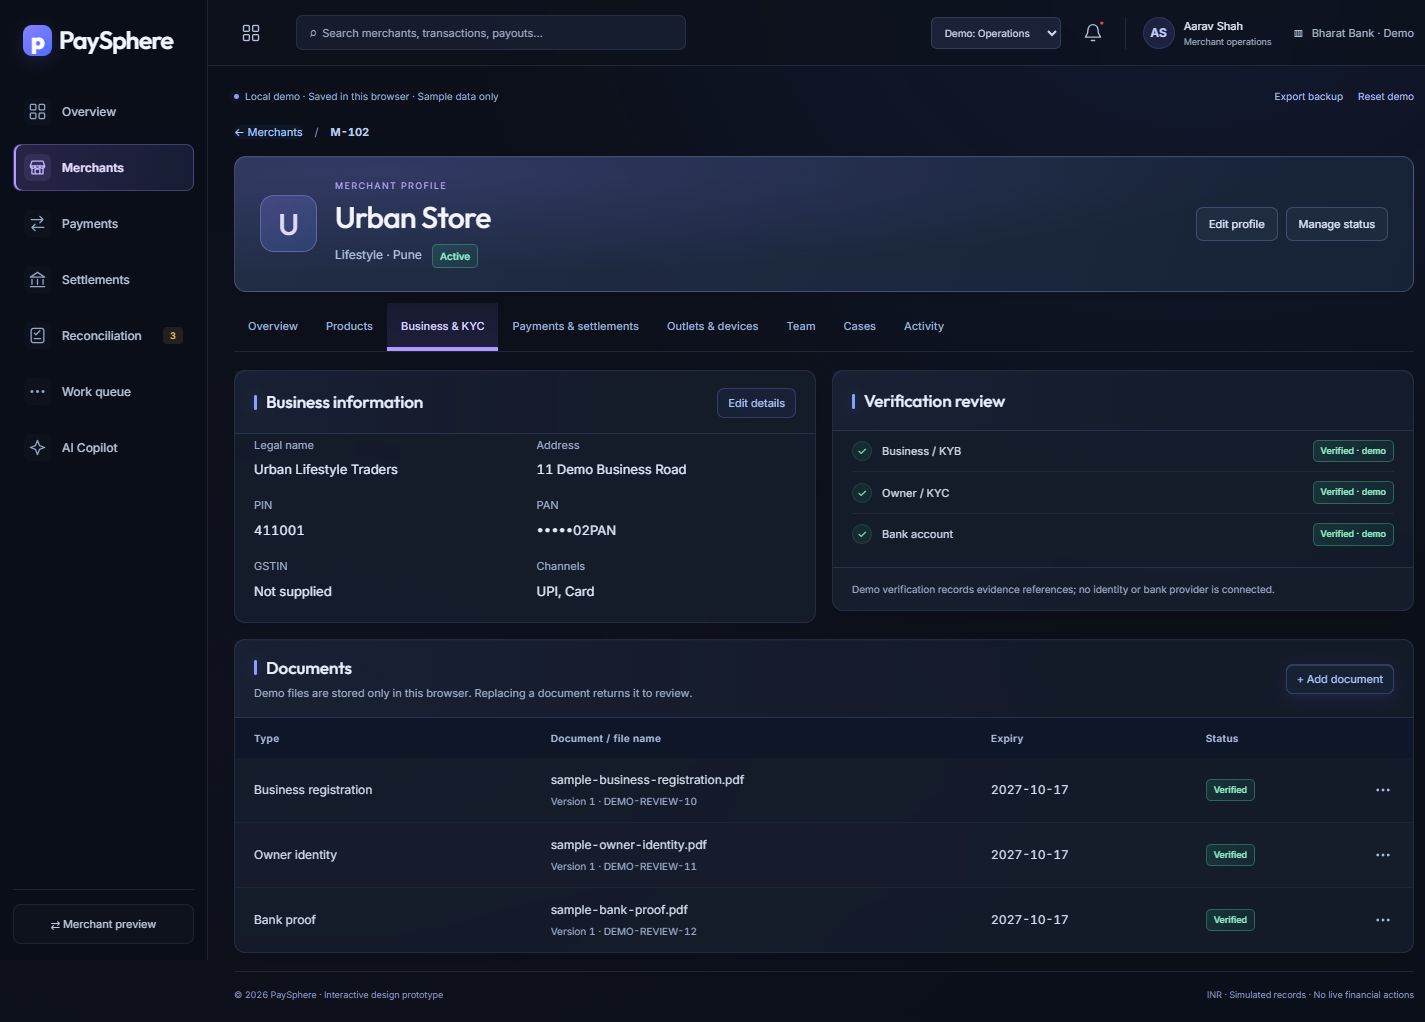 PaySphere
Search merchants, transactions, payouts...
Demo: Operations
AS
Aarav Shah
Merchant operations
Bharat Bank · Demo
Overview
Merchants
Payments
Settlements
Reconciliation 3
Work queue
AI Copilot
⇄ Merchant preview
Local demo · Saved in this browser · Sample data only
Export backup Reset demo
← Merchants / M-102
U
MERCHANT PROFILE
Urban Store
Lifestyle · Pune Active
Edit profile Manage status
Overview Products Business & KYC Payments & settlements Outlets & devices Team Cases Activity
Business information
Edit details
Legal name Address
Urban Lifestyle Traders 11 Demo Business Road
PIN PAN
411001 •••••02PAN
GSTIN Channels
Not supplied UPI, Card
Verification review
Business / KYB Verified · demo
Owner / KYC Verified · demo
Bank account Verified · demo
Demo verification records evidence references; no identity or bank provider is connected.
Documents
Demo files are stored only in this browser. Replacing a document returns it to review.
+ Add document
Type Document / file name Expiry Status
Business registration sample-business-registration.pdf 2027-10-17 Verified ···
Version 1 · DEMO-REVIEW-10
Owner identity sample-owner-identity.pdf 2027-10-17 Verified ···
Version 1 · DEMO-REVIEW-11
Bank proof sample-bank-proof.pdf 2027-10-17 Verified ···
Version 1 · DEMO-REVIEW-12
© 2026 PaySphere · Interactive design prototype
INR · Simulated records · No live financial actions